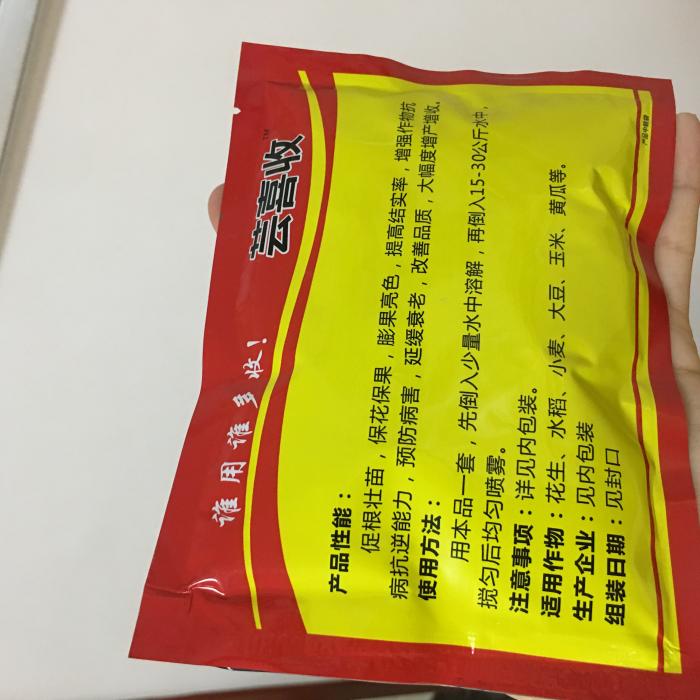 谁用谁多收！
芸喜收™
产品性能：
促根壮苗，保花保果，膨果亮色，提高结实率，增强作物抗
病抗逆能力，预防病害，延缓衰老，改善品质，大幅度增产增收。
使用方法：
用本品一套，先倒入少量水中溶解，再倒入15-30公斤水中，
搅匀后均匀喷雾。
注意事项：详见内包装。
适用作物：花生、水稻、小麦、大豆、玉米、黄瓜等。
生产企业：见内包装
组装日期：见封口